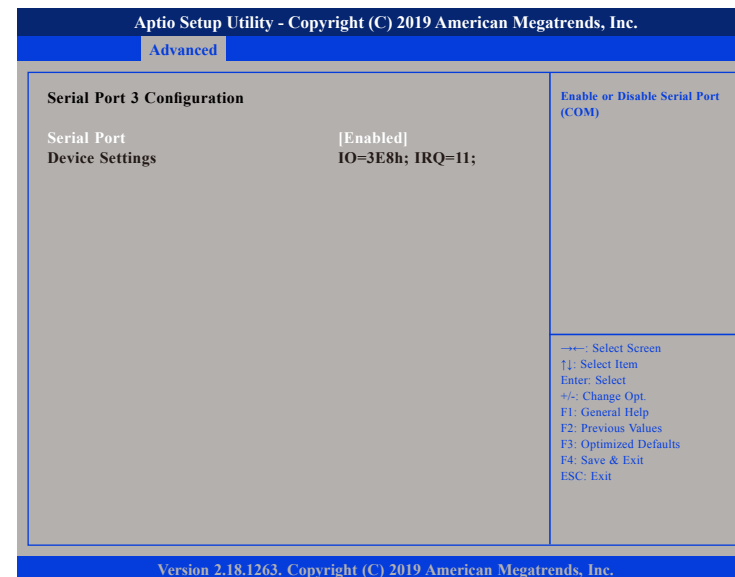 Aptio Setup Utility - Copyright (C) 2019 American Megatrends, Inc.
Advanced
Serial Port 3 Configuration
Serial Port [Enabled]
Device Settings IO=3E8h; IRQ=11;
Enable or Disable Serial Port
(COM)
→←: Select Screen
↑↓: Select Item
Enter: Select
+/-: Change Opt.
F1: General Help
F2: Previous Values
F3: Optimized Defaults
F4: Save & Exit
ESC: Exit
Version 2.18.1263. Copyright (C) 2019 American Megatrends, Inc.